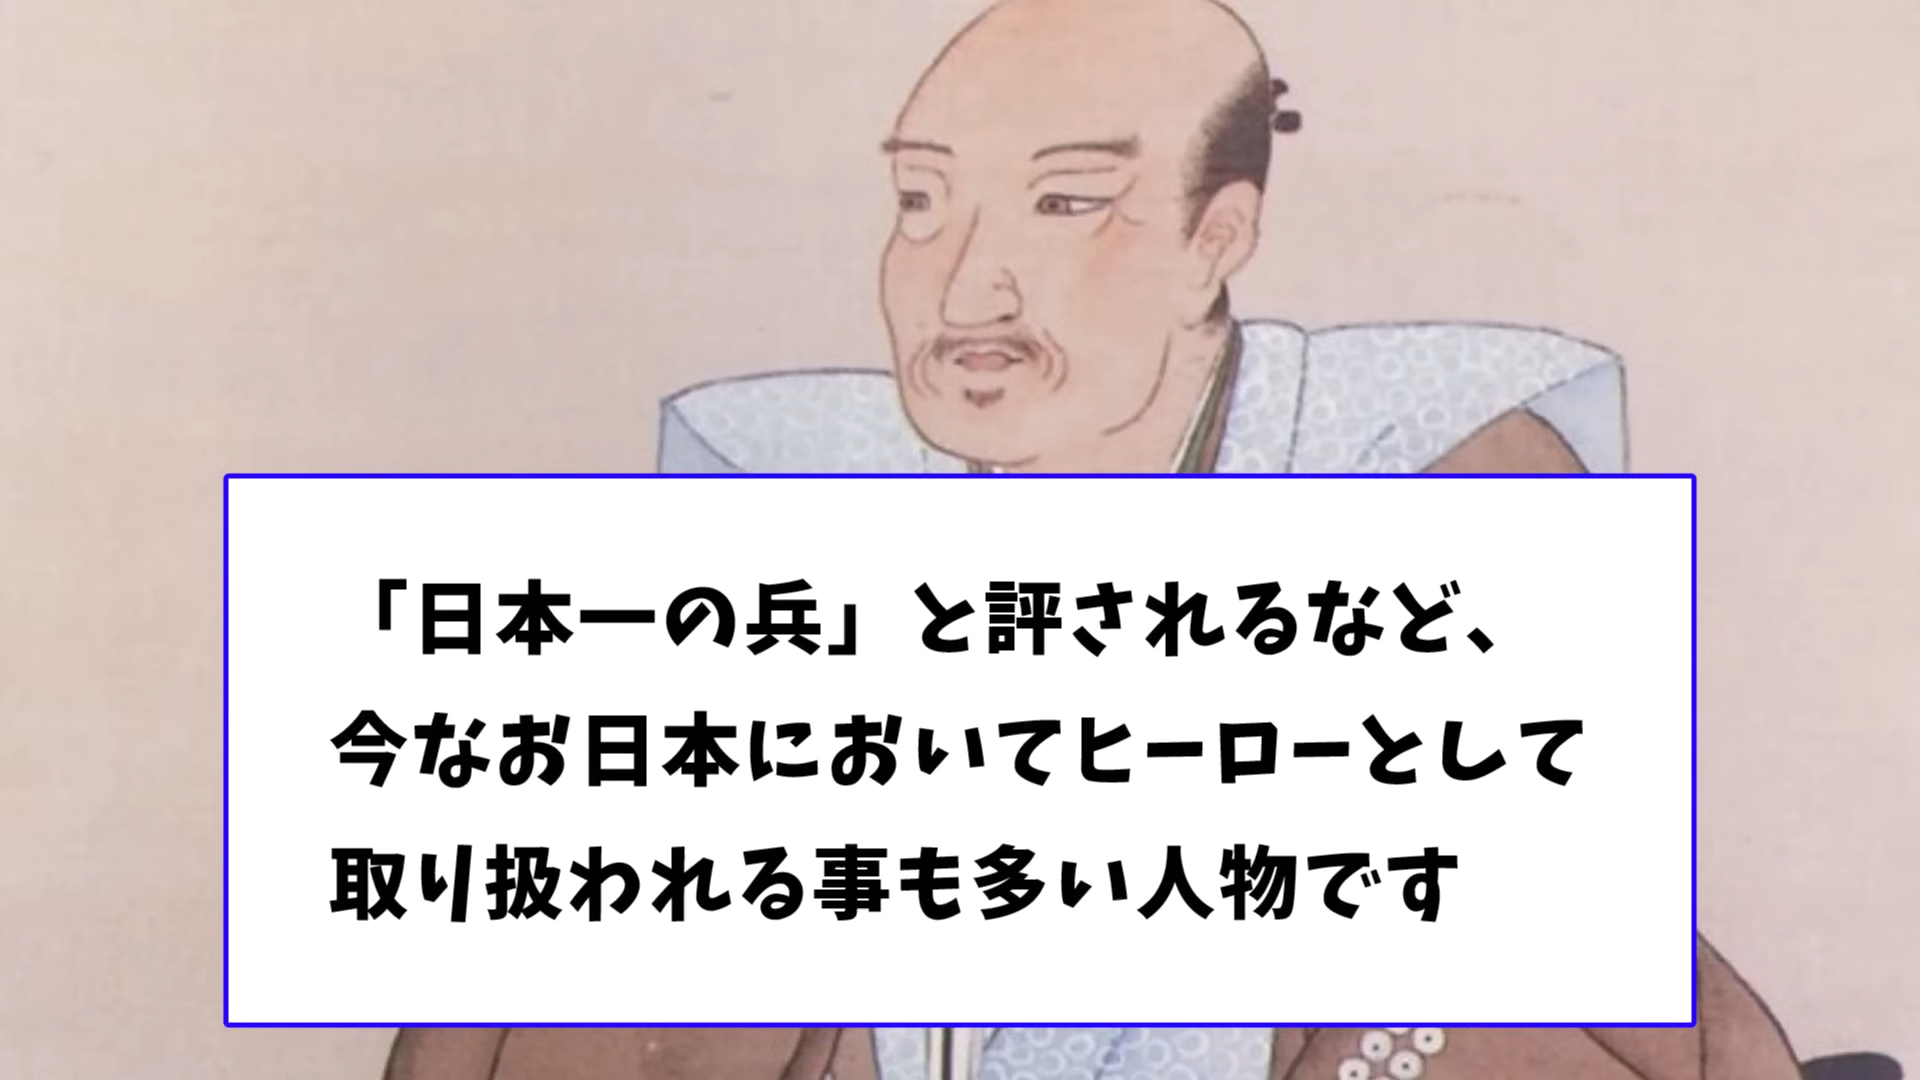 「日本一の兵」と評されるなど、
今なお日本においてヒーローとして
取り扱われる事も多い人物です